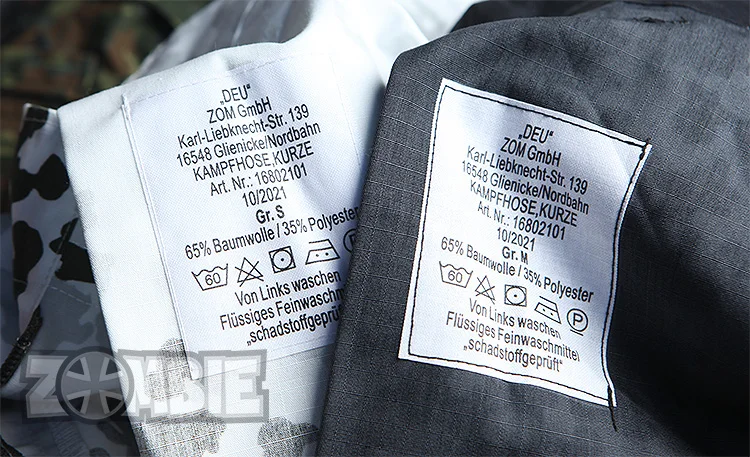 „DEU"
ZOM GmbH
Karl-Liebknecht-Str. 139
16548 Glienicke/Nordbahn
KAMPFHOSE,KURZE
Art. Nr.: 16802101
10/2021
Gr. S
65% Baumwolle / 35% Polyester
60 P
Von Links waschen
Flüssiges Feinwaschm
„schadstoffgeprüft"
„DEU"
ZOM GmbH
Karl-Liebknecht-Str. 139
16548 Glienicke/Nordbahn
KAMPFHOSE,KURZE
Art. Nr.: 16802101
10/2021
Gr. M
65% Baumwolle / 35% Polyester
60 P
Von Links waschen
Flüssiges Feinwaschmittel
„schadstoffgeprüft"
ZOMBIE